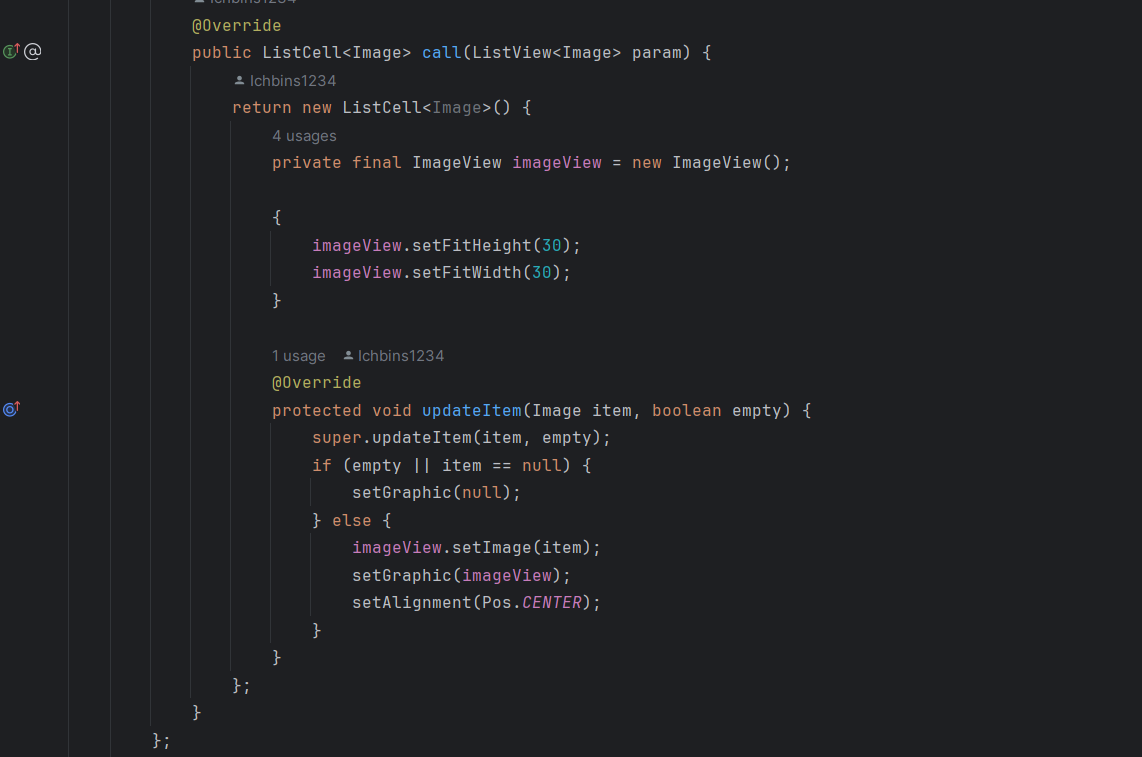 @Override
public ListCell<Image> call(ListView<Image> param) {
lchbins1234
return new ListCell<Image>() {
4 usages
private final ImageView imageView = new ImageView();
{
imageView.setFitHeight(30);
imageView.setFitWidth(30);
}
1 usage lchbins1234
@Override
protected void updateItem(Image item, boolean empty) {
super.updateItem(item, empty);
if (empty || item == null) {
setGraphic(null);
} else {
imageView.setImage(item);
setGraphic(imageView);
setAlignment(Pos.CENTER);
}
}
};
}
};